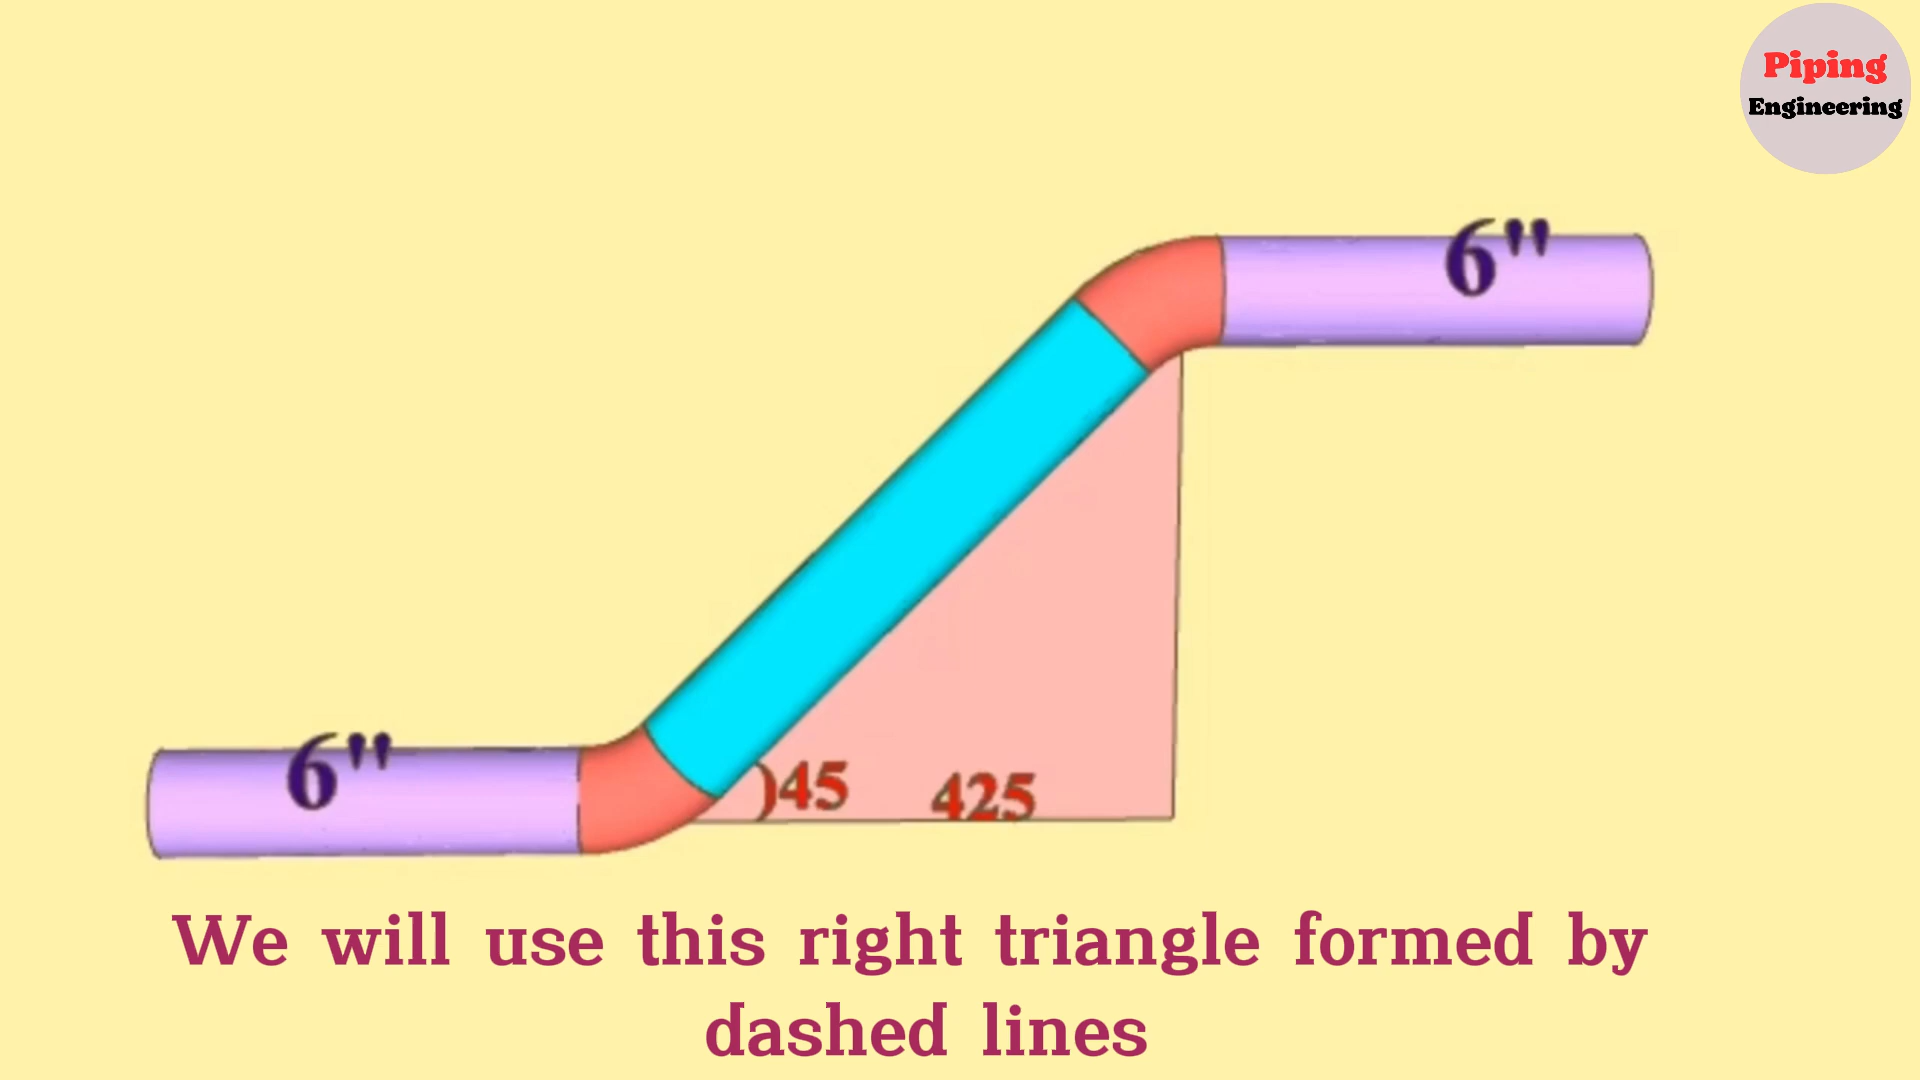 Piping
Engineering
6"
6"
)45
425
We will use this right triangle formed by
dashed lines